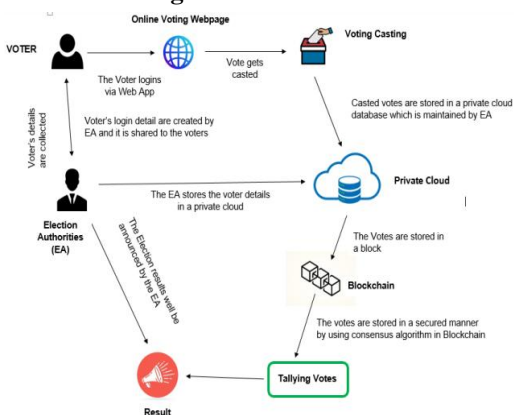 Online Voting Webpage
VOTER
Voting Casting
The Voter logins
via Web App
Vote gets
casted
Voter's details
are collected
Voter's login detail are created by
EA and it is shared to the voters
Casted votes are stored in a private cloud
database which is maintained by EA
The EA stores the voter details
in a private cloud
Private Cloud
Election
Authorities
(EA)
The Election results well be
announced by the EA
The Votes are stored in
a block
Blockchain
The votes are stored in a secured manner
by using consensus algorithm in Blockchain
Tallying Votes
Result